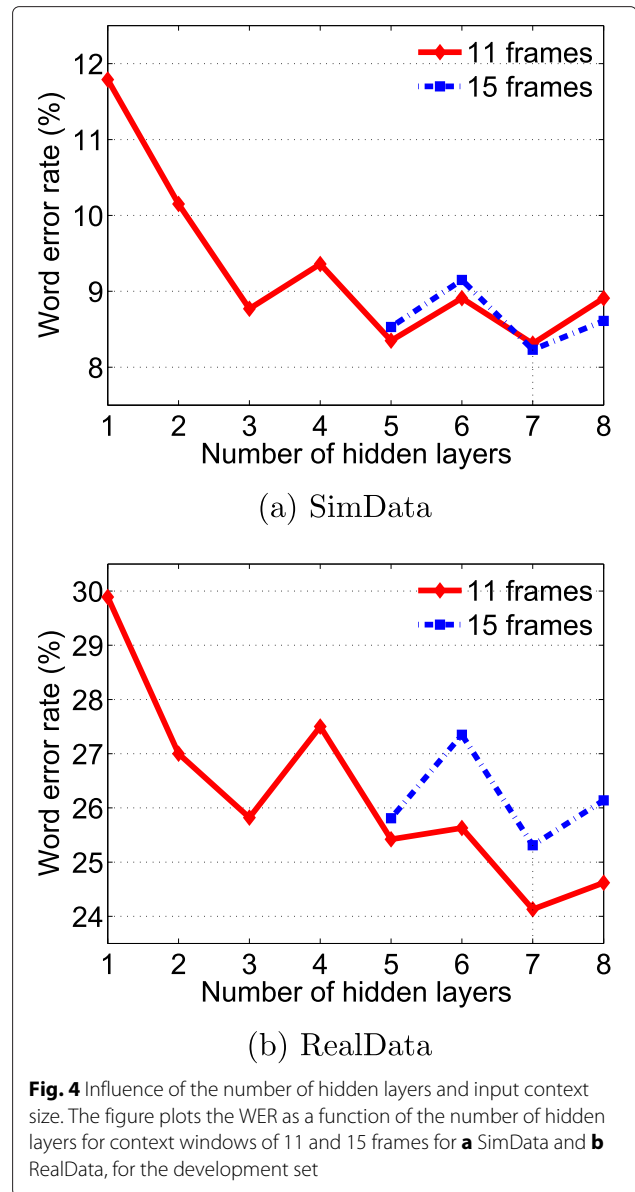 11 frames
15 frames
12
11
10
9
8
Word error rate (%)
1 2 3 4 5 6 7 8
Number of hidden layers
(a) SimData
11 frames
15 frames
30
29
28
27
26
25
24
Word error rate (%)
1 2 3 4 5 6 7 8
Number of hidden layers
(b) RealData
Fig. 4 Influence of the number of hidden layers and input context
size. The figure plots the WER as a function of the number of hidden
layers for context windows of 11 and 15 frames for a SimData and b
RealData, for the development set